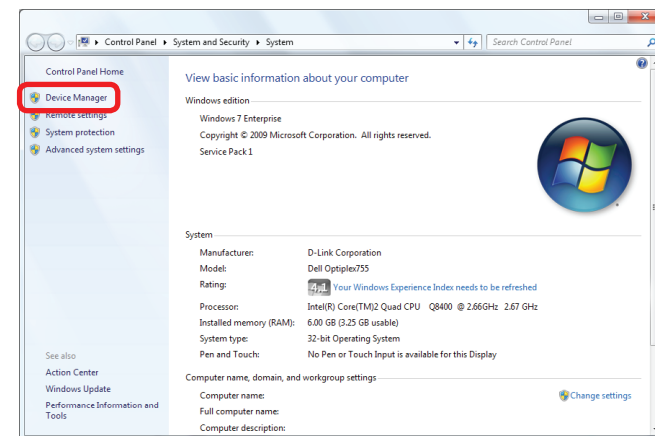 Control Panel ▸ System and Security ▸ System
Search Control Panel
Control Panel Home
Device Manager
Remote settings
System protection
Advanced system settings
See also
Action Center
Windows Update
Performance Information and
Tools
View basic information about your computer
Windows edition
Windows 7 Enterprise
Copyright © 2009 Microsoft Corporation. All rights reserved.
Service Pack 1
System
Manufacturer: D-Link Corporation
Model: Dell Optiplex755
Rating: 4,1 Your Windows Experience Index needs to be refreshed
Processor: Intel(R) Core(TM)2 Quad CPU Q8400 @ 2.66GHz 2.67 GHz
Installed memory (RAM): 6.00 GB (3.25 GB usable)
System type: 32-bit Operating System
Pen and Touch: No Pen or Touch Input is available for this Display
Computer name, domain, and workgroup settings
Computer name: Change settings
Full computer name:
Computer description: